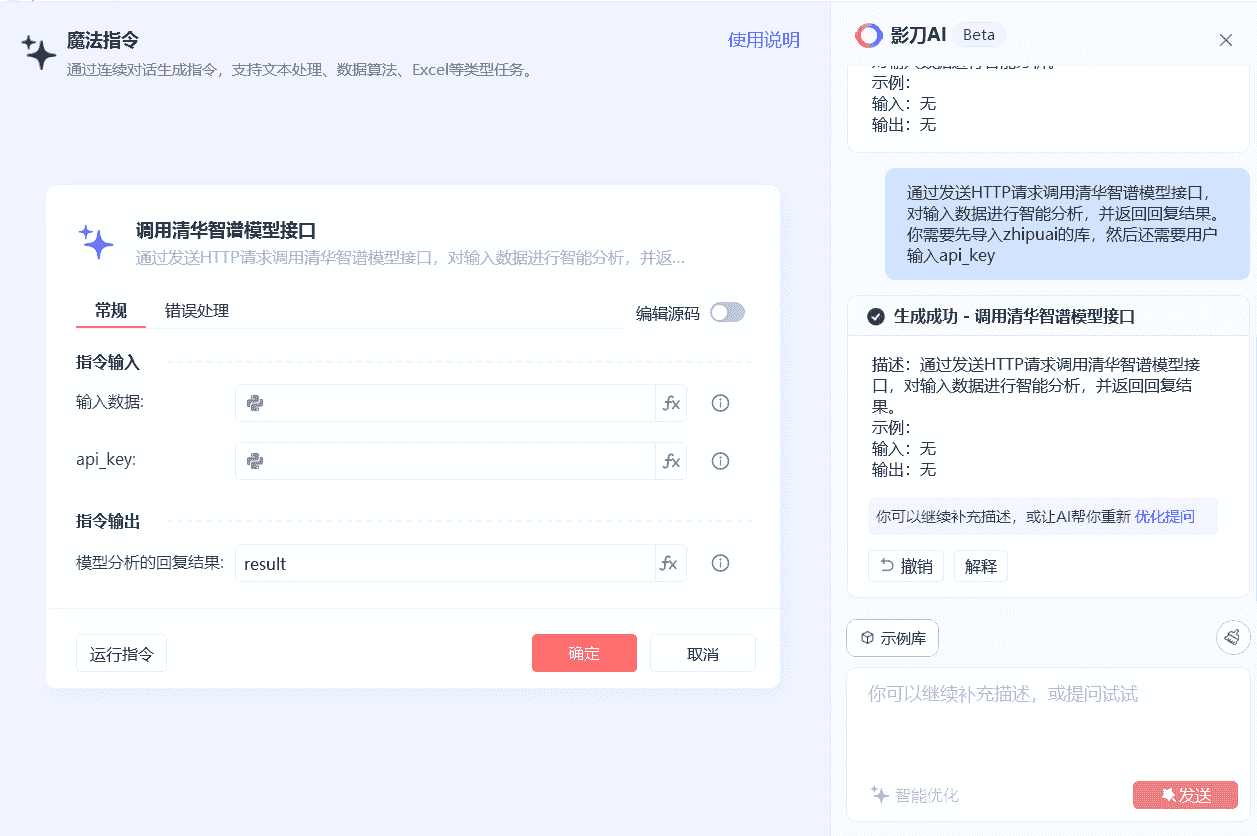 魔法指令
通过连续对话生成指令，支持文本处理、数据算法、Excel等类型任务。
使用说明
调用清华智谱模型接口
通过发送HTTP请求调用清华智谱模型接口，对输入数据进行智能分析，并返...
常规
错误处理
编辑源码
指令输入
输入数据:
fx
api_key:
fx
指令输出
模型分析的回复结果:
result
fx
运行指令
确定
取消
影刀AI
Beta
示例：
输入：无
输出：无
通过发送HTTP请求调用清华智谱模型接口，
对输入数据进行智能分析，并返回回复结果。
你需要先导入zhipuai的库，然后还需要用户
输入api_key
生成成功 - 调用清华智谱模型接口
描述：通过发送HTTP请求调用清华智谱模型接
口，对输入数据进行智能分析，并返回回复结
果。
示例：
输入：无
输出：无
你可以继续补充描述，或让AI帮你重新 优化提问
撤销
解释
示例库
你可以继续补充描述，或提问试试
智能优化
发送